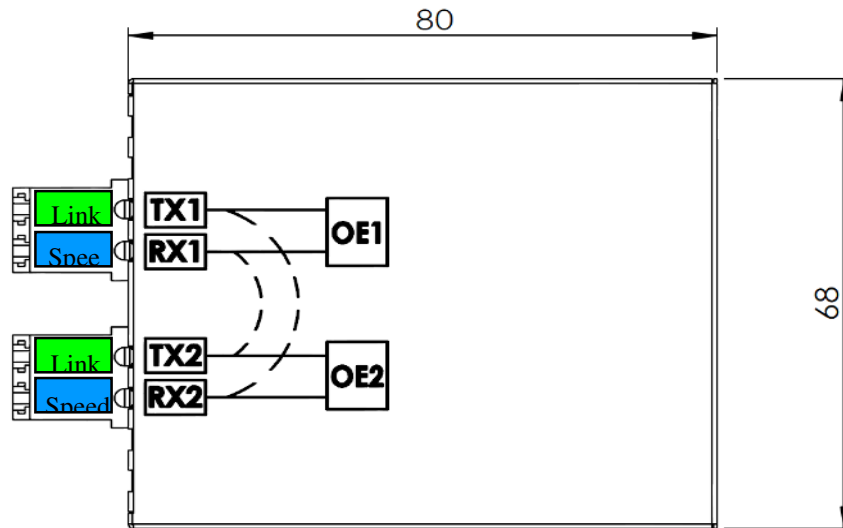 80
Link
TX1
OE1
Spee
RX1
68
Link
TX2
OE2
Speed
RX2